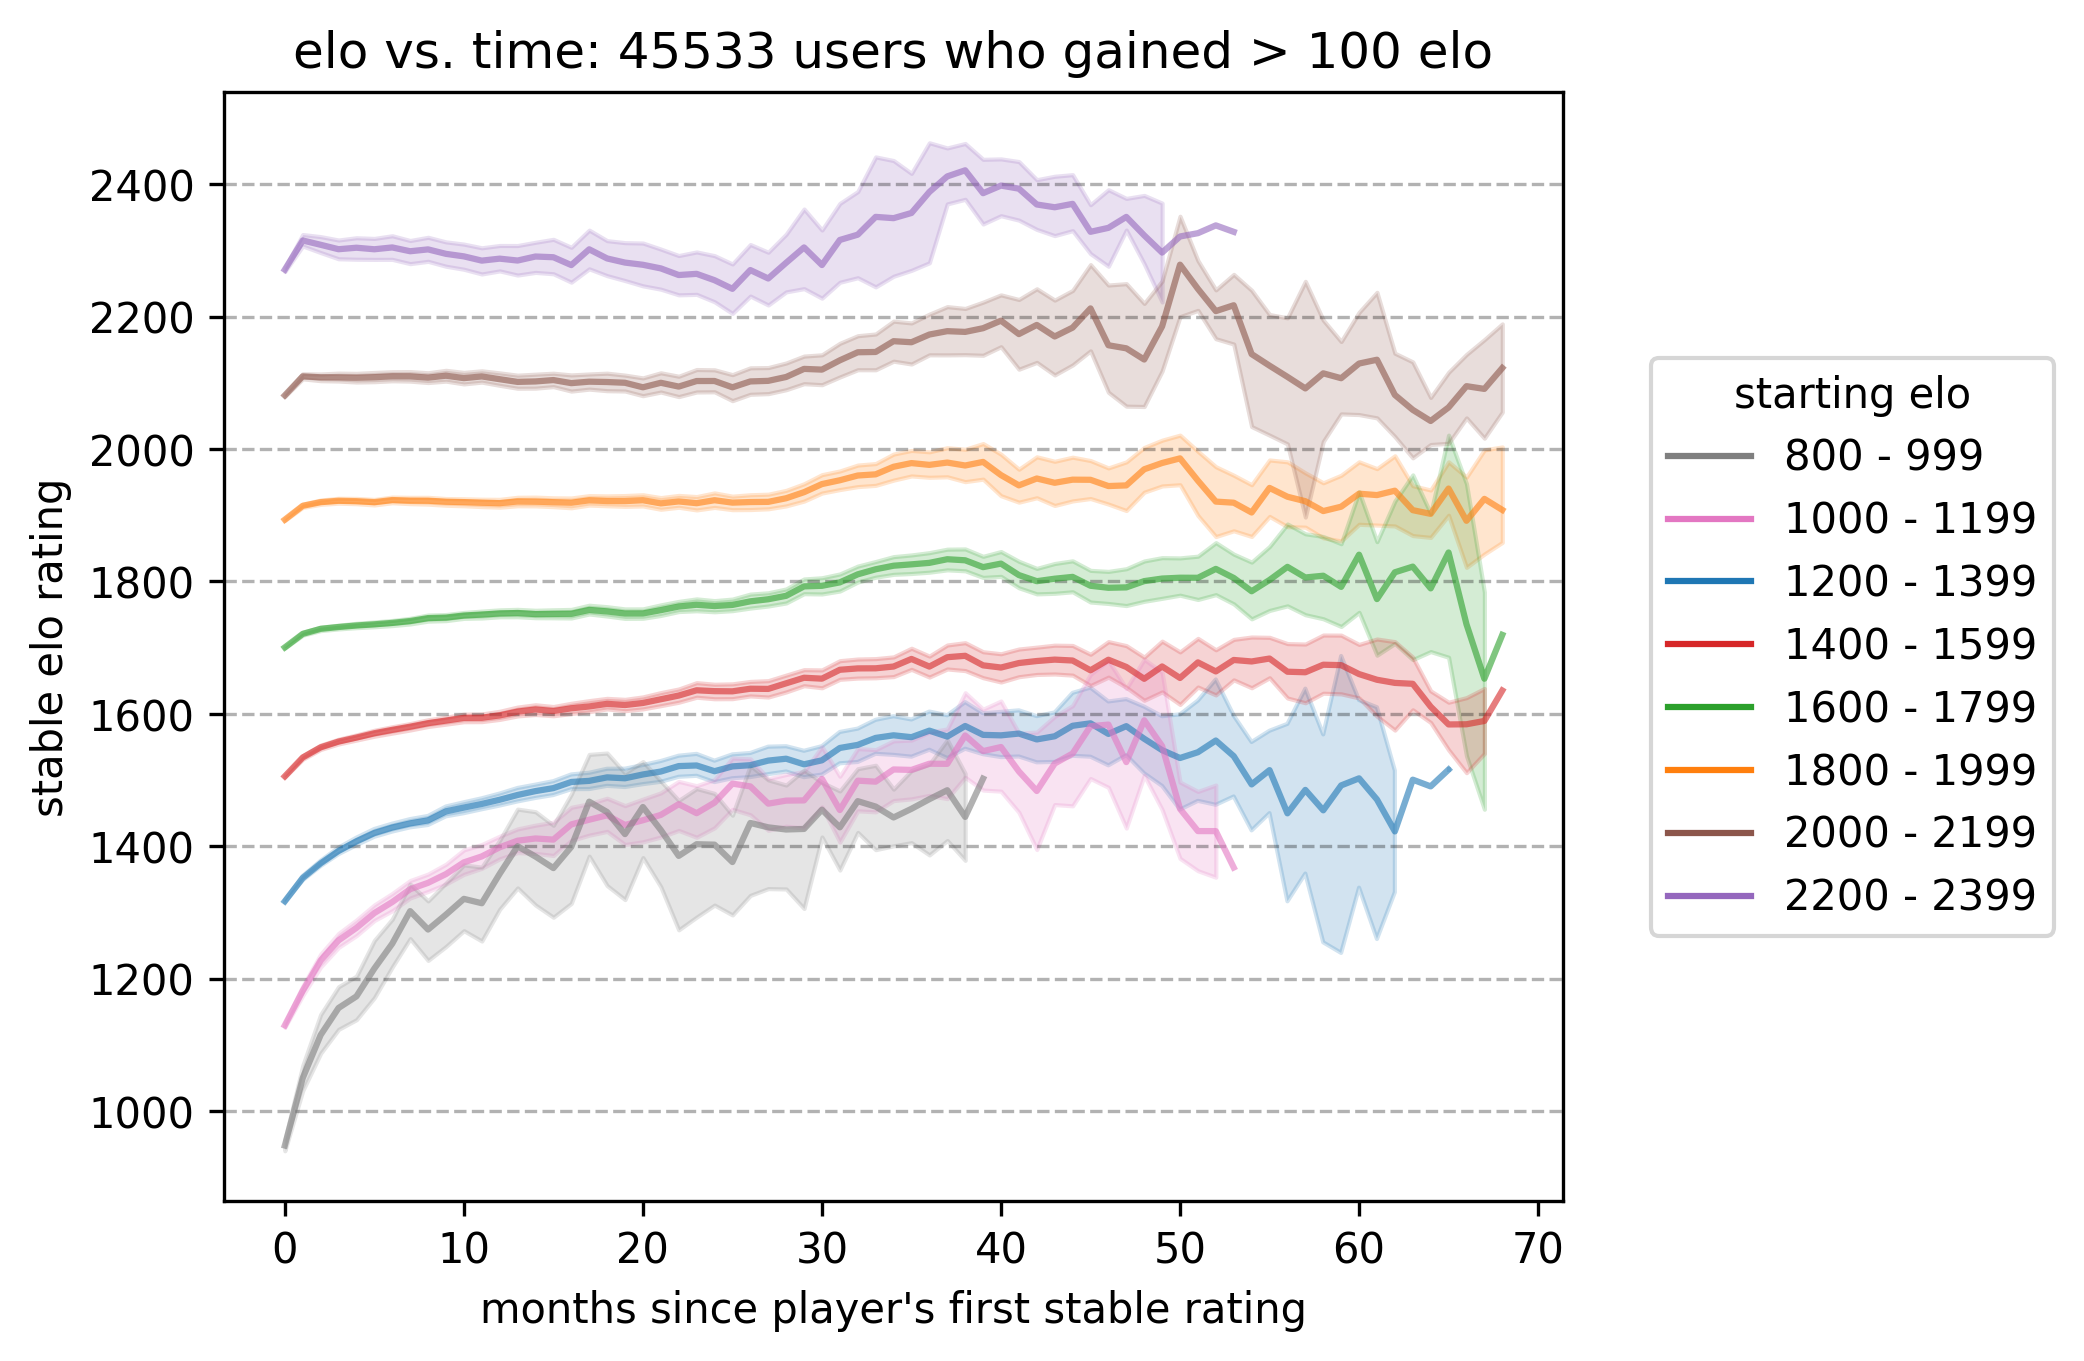 elo vs. time: 45533 users who gained > 100 elo
stable elo rating
2400
2200
2000
1800
1600
1400
1200
1000
0 10 20 30 40 50 60 70
months since player's first stable rating
starting elo
800 - 999
1000 - 1199
1200 - 1399
1400 - 1599
1600 - 1799
1800 - 1999
2000 - 2199
2200 - 2399